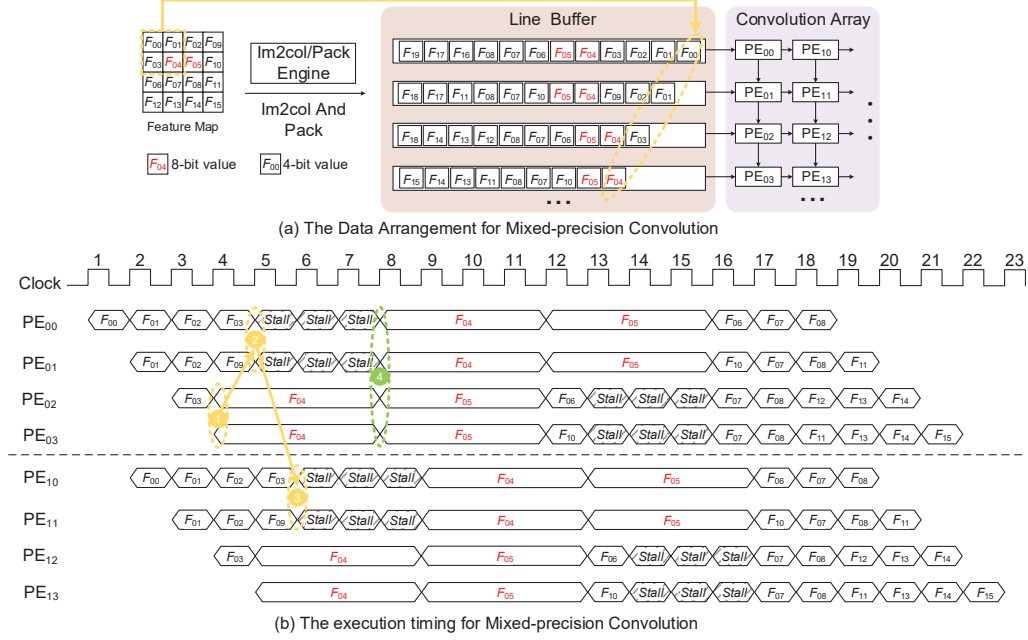 Line Buffer
Convolution Array
F00 F01 F02 F09
F03 F04 F05 F10
F06 F07 F08 F11
F12 F13 F14 F15
Feature Map
F04 8-bit value
F00 4-bit value
Im2col/Pack
Engine
Im2col And
Pack
F19 F17 F16 F08 F07 F06 F05 F04 F03 F02 F01 F00
PE00 PE10
F18 F17 F11 F08 F07 F10 F05 F04 F09 F02 F01
PE01 PE11
F18 F14 F13 F12 F08 F07 F06 F05 F04 F03
PE02 PE12
F15 F14 F13 F11 F08 F07 F10 F05 F04
PE03 PE13
(a) The Data Arrangement for Mixed-precision Convolution
1 2 3 4 5 6 7 8 9 10 11 12 13 14 15 16 17 18 19 20 21 22 23
Clock
PE00 F00 F01 F02 F03 Stall Stall Stall F04 F05 F06 F07 F08
2
PE01 F01 F02 F09 Stall Stall Stall F04 F05 F10 F07 F08 F11
4
PE02 F03 F04 F05 F06 Stall Stall Stall F07 F08 F12 F13 F14
1
PE03 F04 F05 F10 Stall Stall Stall F07 F08 F11 F13 F14 F15
PE10 F00 F01 F02 F03 Stall Stall Stall F04 F05 F06 F07 F08
3
PE11 F01 F02 F09 Stall Stall Stall F04 F05 F10 F07 F08 F11
PE12 F03 F04 F05 F06 Stall Stall Stall F07 F08 F12 F13 F14
PE13 F04 F05 F10 Stall Stall Stall F07 F08 F11 F13 F14 F15
(b) The execution timing for Mixed-precision Convolution